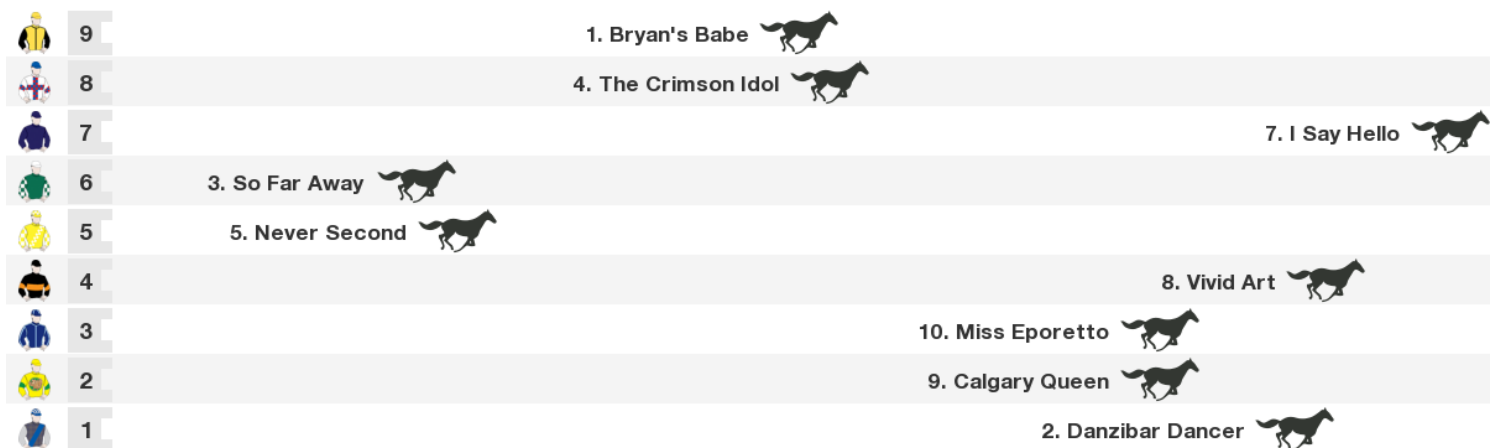 9 1. Bryan's Babe
8 4. The Crimson Idol
7 7. I Say Hello
6 3. So Far Away
5 5. Never Second
4 8. Vivid Art
3 10. Miss Eporetto
2 9. Calgary Queen
1 2. Danzibar Dancer